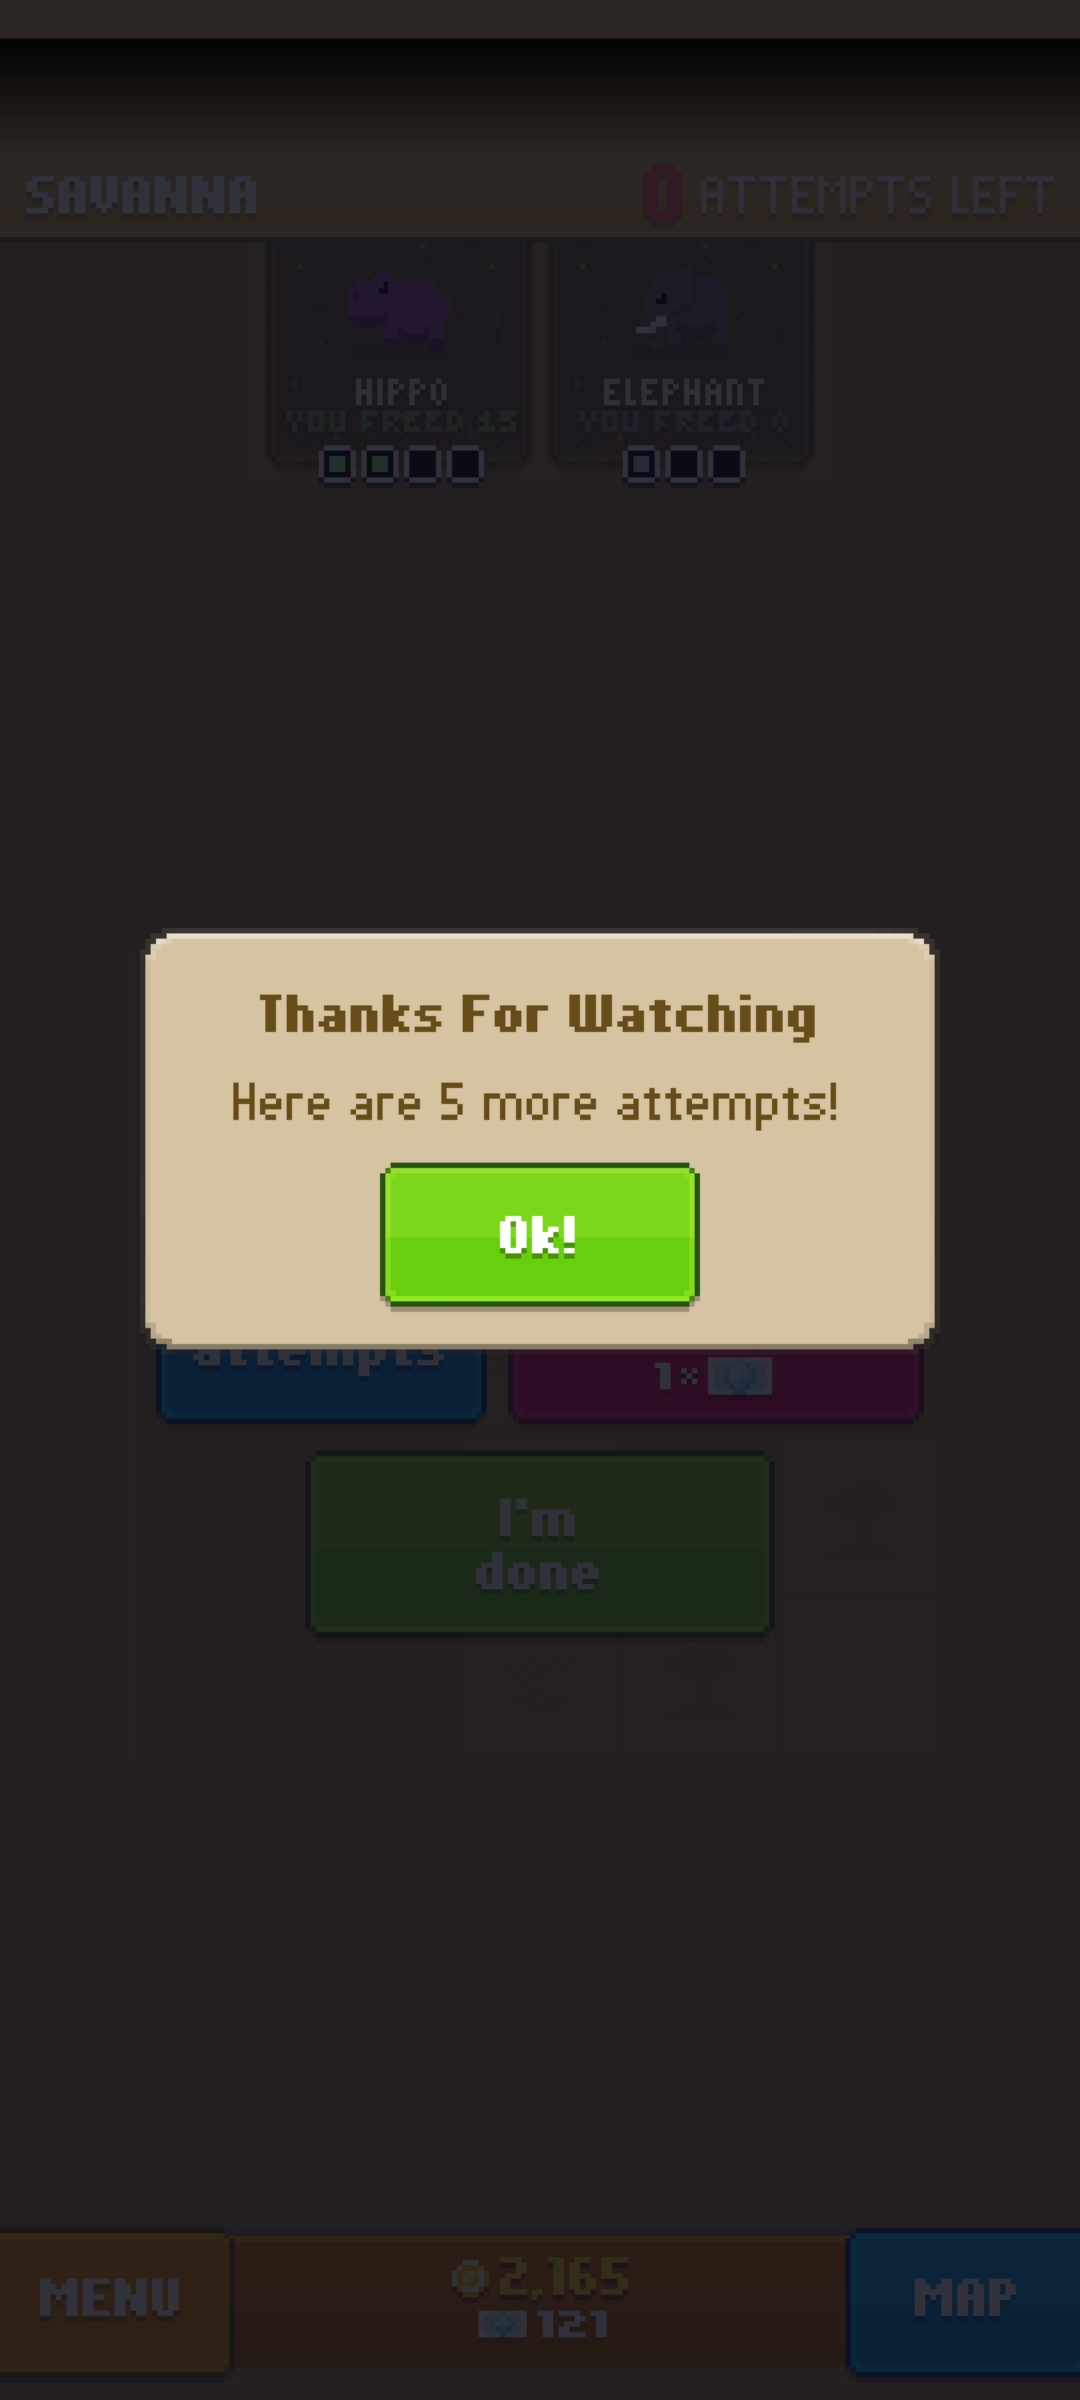 SAVANNA
0 ATTEMPTS LEFT
HIPPO
YOU FREED 15
ELEPHANT
YOU FREED 0
Thanks For Watching
Here are 5 more attempts!
Ok!
attempts
1×
I'm
done
MENU
2,165
121
MAP